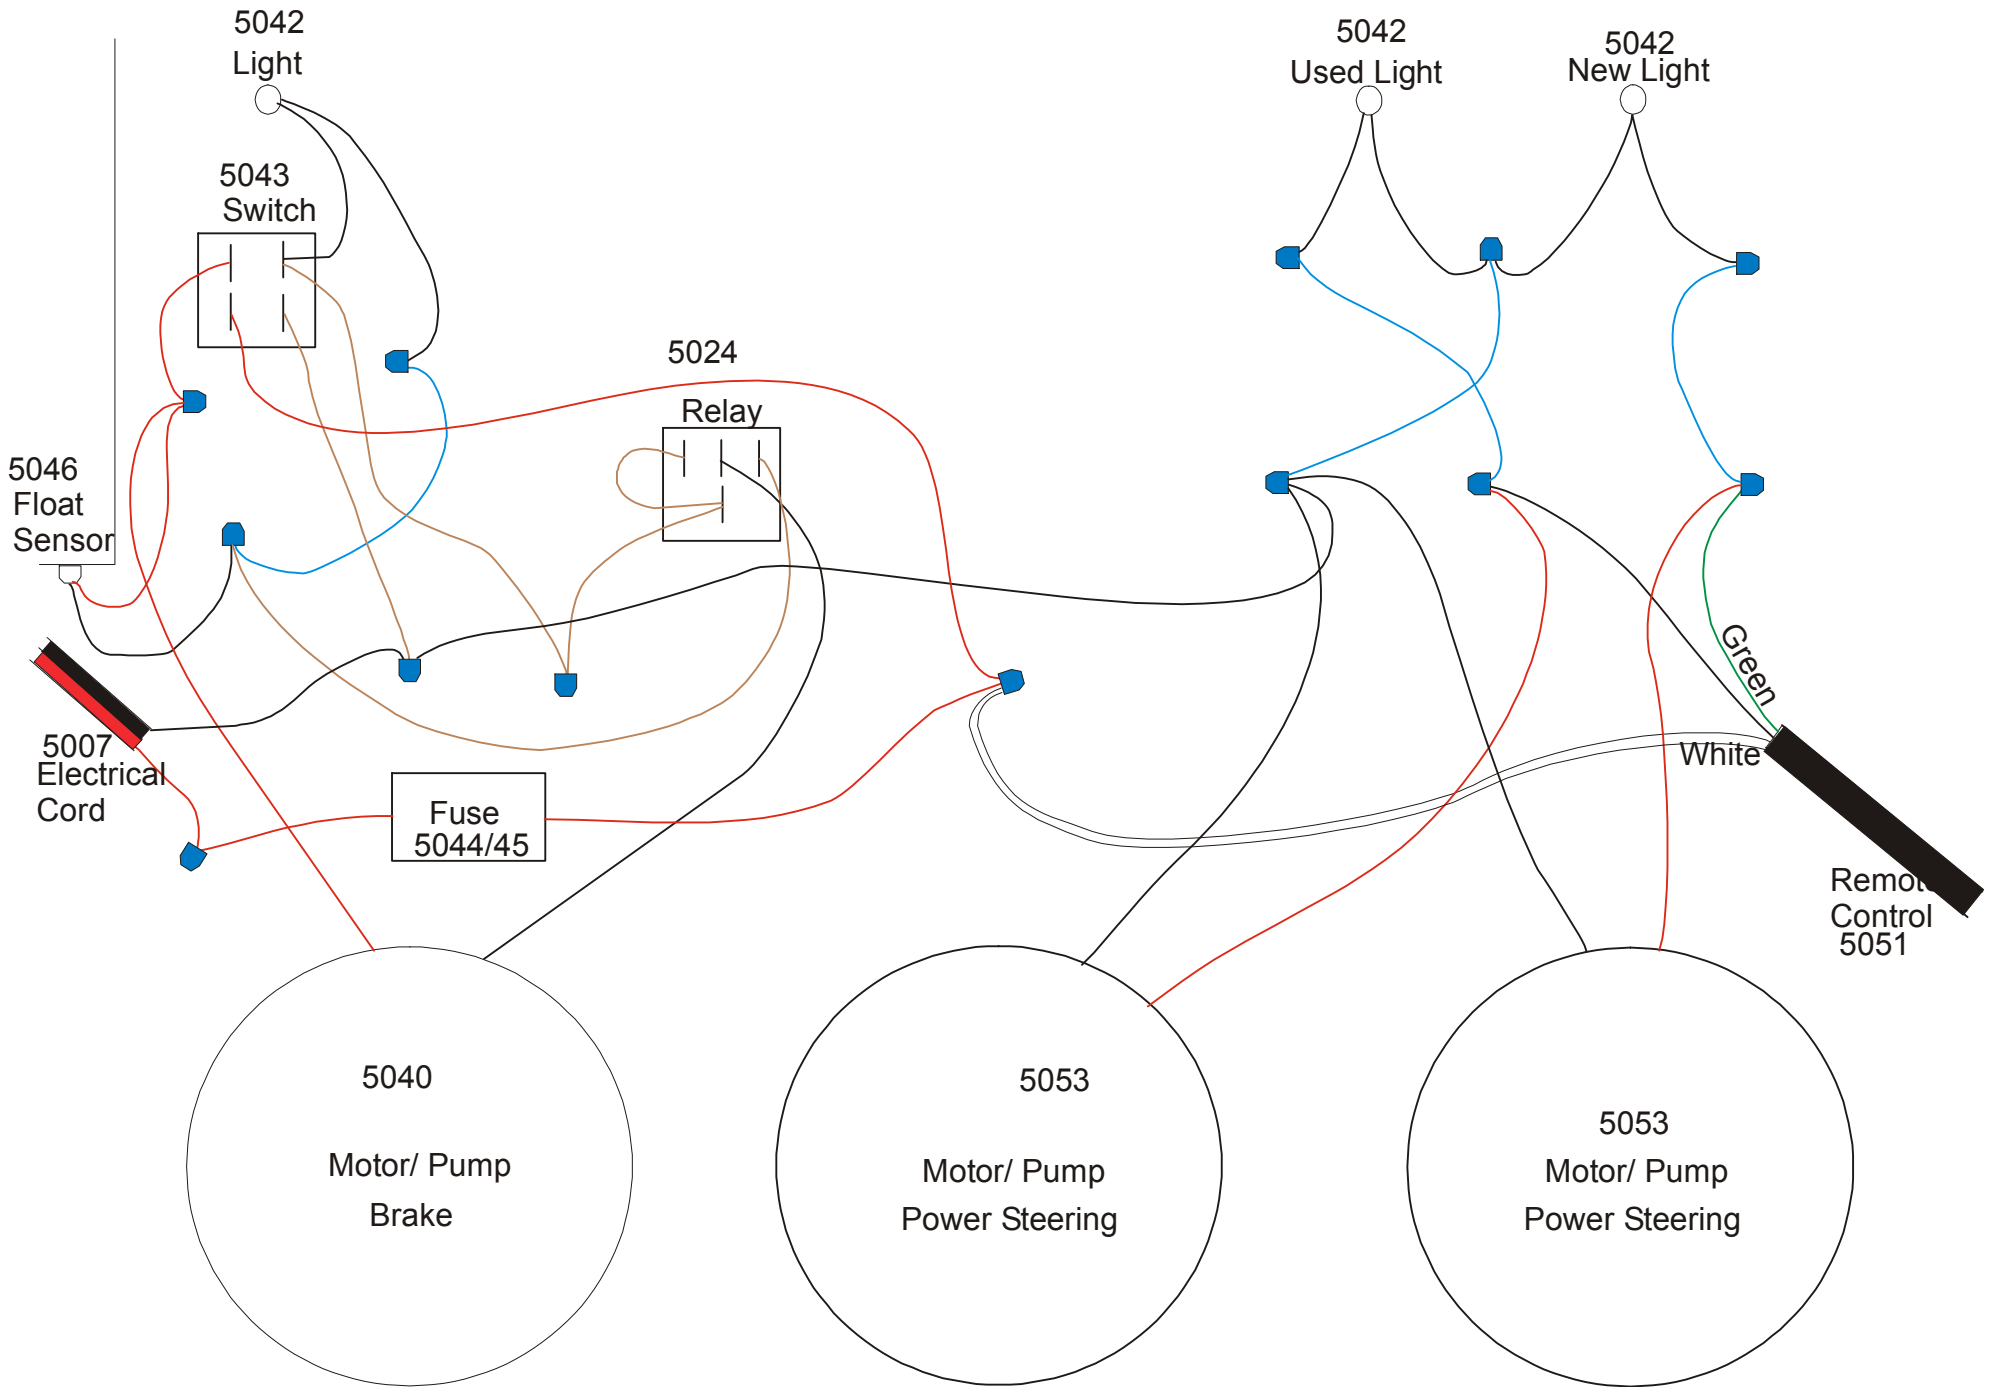 5042
Light
5042
Used Light
5042
New Light
5043
Switch
5024
Relay
5046
Float
Sensor
Green
White
5007
Electrical
Cord
Fuse
5044/45
Remote
Control
5051
5040
Motor/ Pump
Brake
5053
Motor/ Pump
Power Steering
5053
Motor/ Pump
Power Steering